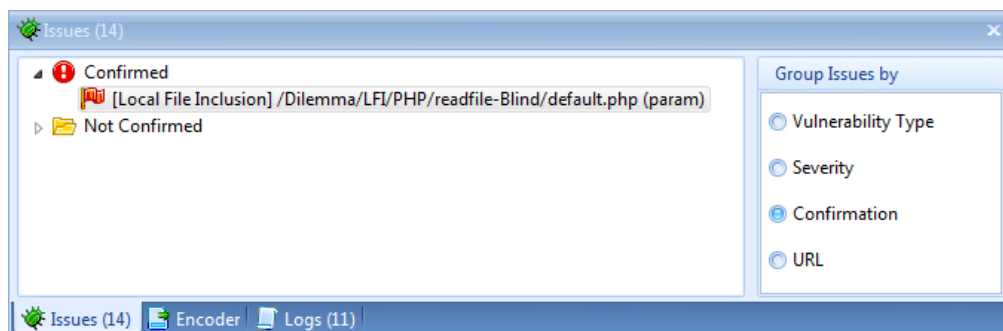 Issues (14)
Confirmed
[Local File Inclusion] /Dilemma/LFI/PHP/readfile-Blind/default.php (param)
Not Confirmed
Group Issues by
Vulnerability Type
Severity
Confirmation
URL
Issues (14) Encoder Logs (11)